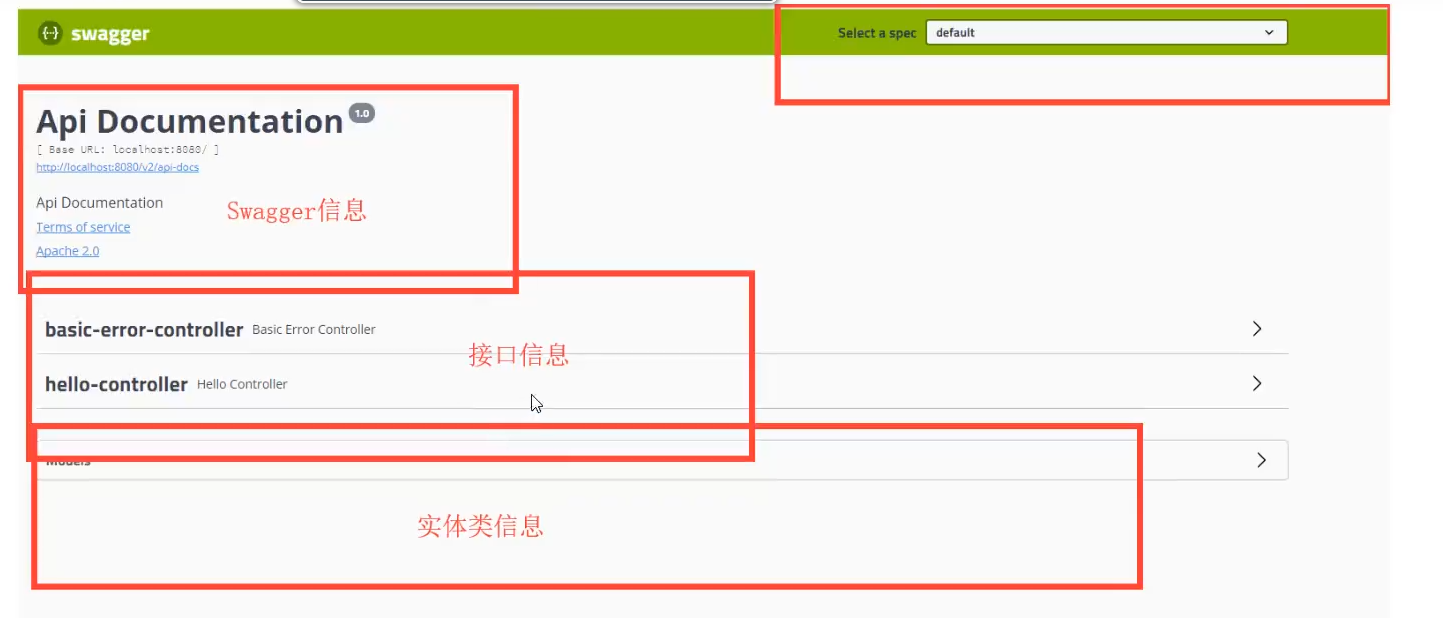 swagger
Select a spec default
Api Documentation 1.0
[ Base URL: localhost:8080/ ]
http://localhost:8080/v2/api-docs
Api Documentation
Swagger信息
Terms of service
Apache 2.0
basic-error-controller Basic Error Controller
接口信息
hello-controller Hello Controller
Models
实体类信息